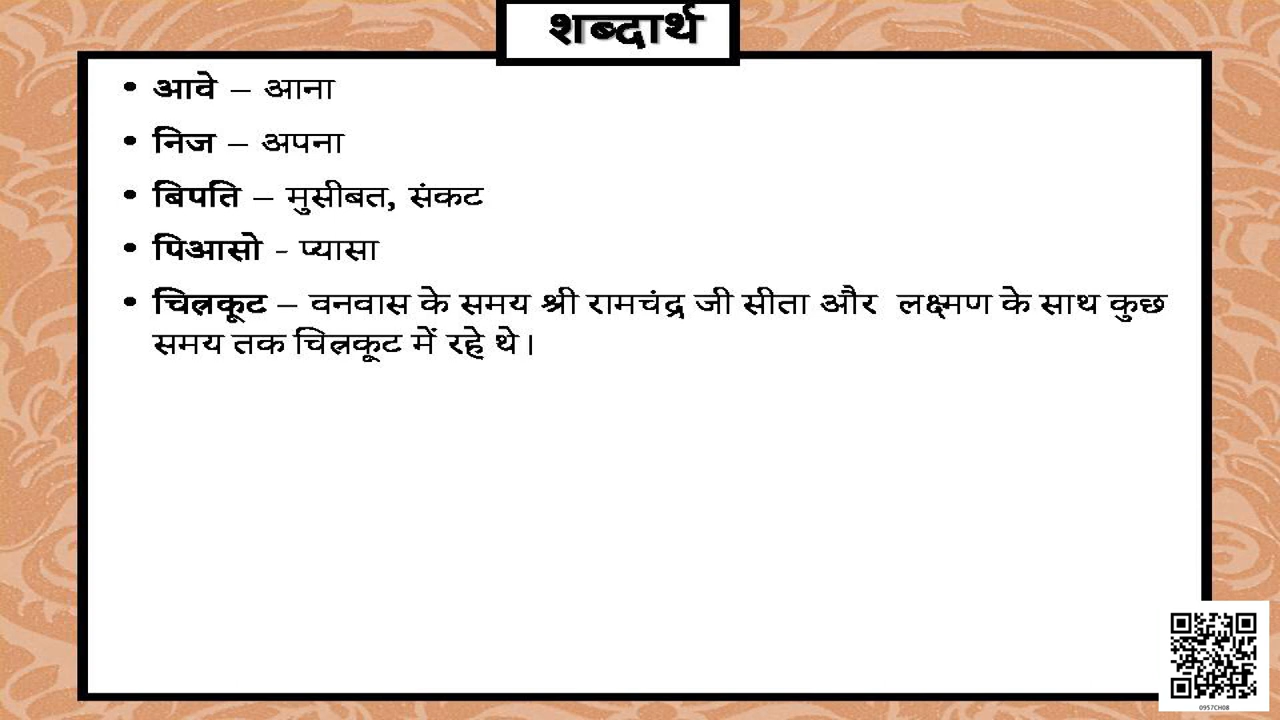 शब्दार्थ
• आवे – आना
• निज – अपना
• बिपति – मुसीबत, संकट
• पिआसो - प्यासा
• चित्रकूट – वनवास के समय श्री रामचंद्र जी सीता और लक्ष्मण के साथ कुछ
समय तक चित्रकूट में रहे थे।
0957CH08